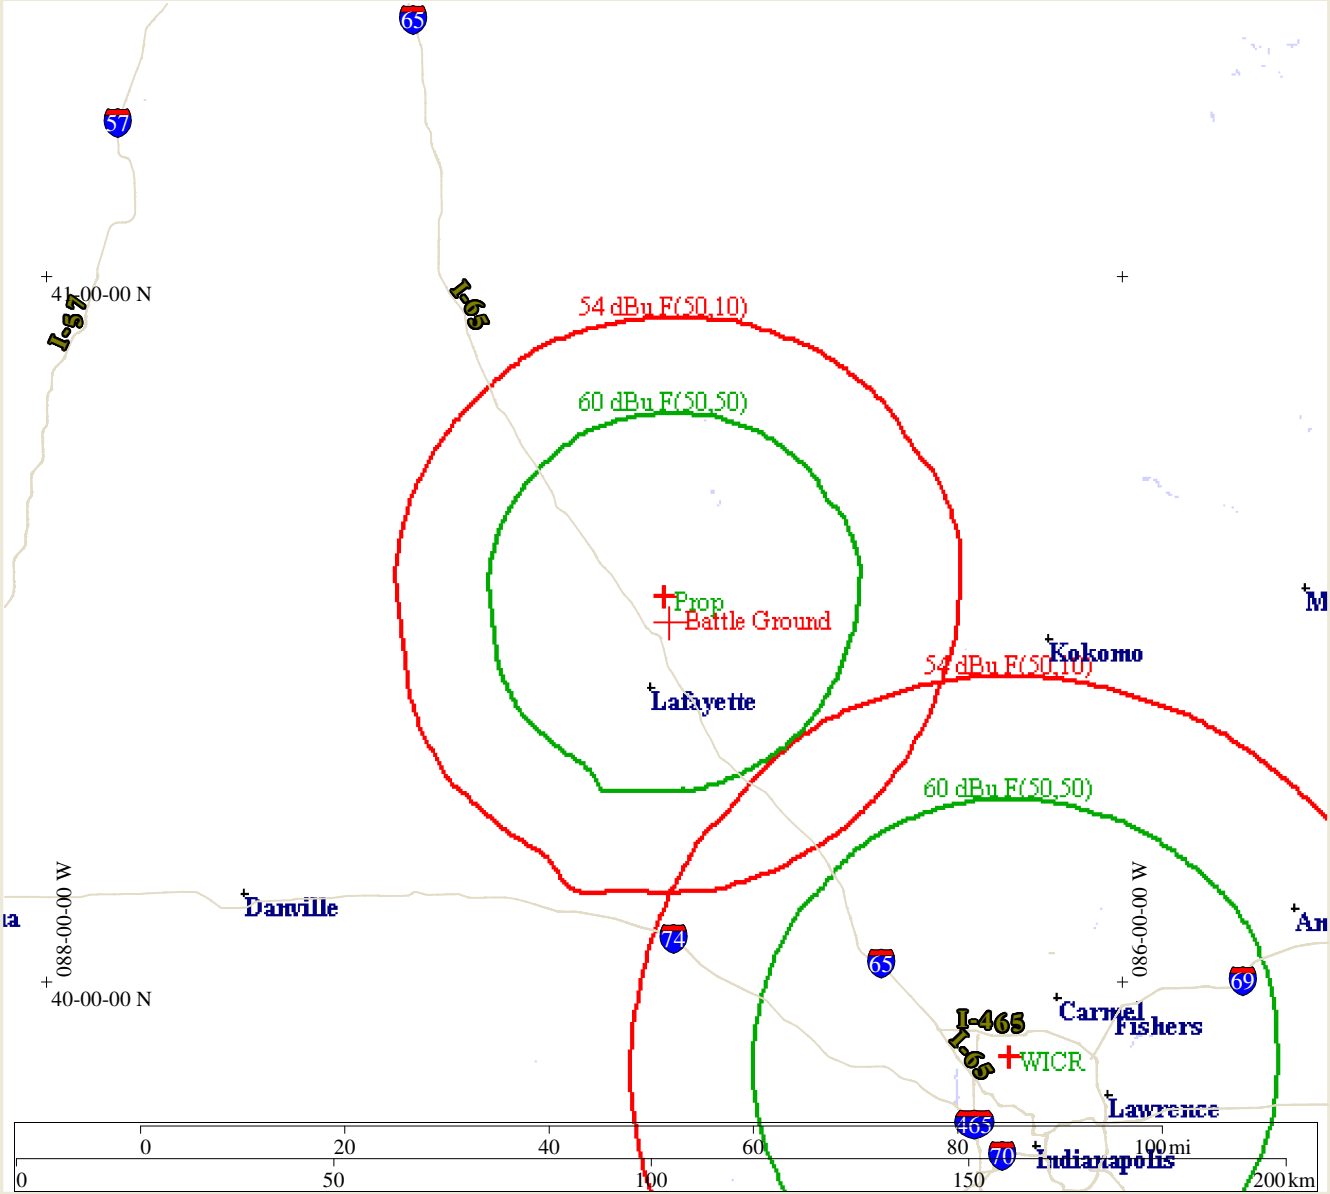 65
57
41-00-00 N
I-57
I-65
54 dBu F(50,10)
60 dBu F(50,50)
Prop
Battle Ground
M
Kokomo
54 dBu F(50,10)
Lafayette
60 dBu F(50,50)
088-00-00 W
086-00-00 W
Danville
ia
An
74
65
69
40-00-00 N
Carmel
Fishers
I-465
I-65
WICR
Lawrence
465
0 20 40 60 80 100 mi
70
Indianapolis
0 50 100 150 200 km